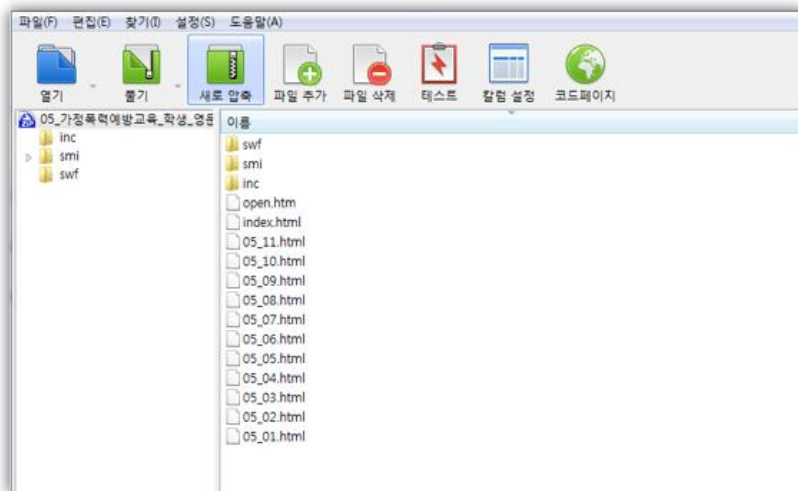 파일(F) 편집(E) 찾기(I) 설정(S) 도움말(A)
열기 풀기 새로 압축 파일 추가 파일 삭제 테스트 칼럼 설정 코드페이지
05_가정폭력예방교육_학생_영문
inc
smi
swf
이름
swf
smi
inc
open.htm
index.html
05_11.html
05_10.html
05_09.html
05_08.html
05_07.html
05_06.html
05_05.html
05_04.html
05_03.html
05_02.html
05_01.html